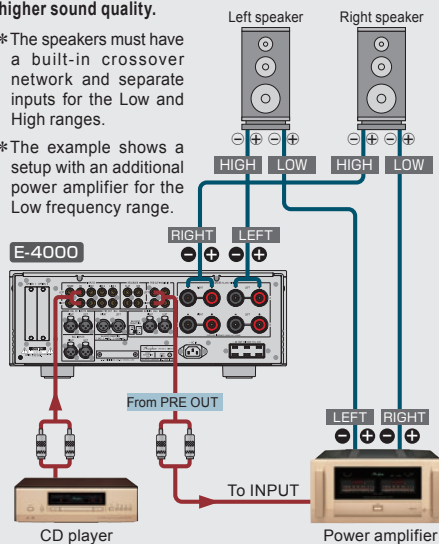 higher sound quality.
* The speakers must have
a built-in crossover
network and separate
inputs for the Low and
High ranges.
* The example shows a
setup with an additional
power amplifier for the
Low frequency range.
Left speaker
Right speaker
HIGH LOW
HIGH LOW
RIGHT LEFT
E-4000
From PRE OUT
LEFT RIGHT
To INPUT
CD player
Power amplifier